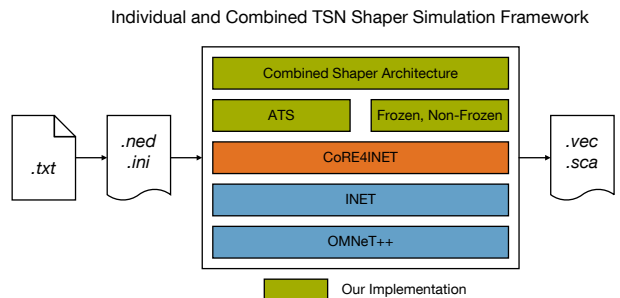 Individual and Combined TSN Shaper Simulation Framework
Combined Shaper Architecture
ATS
Frozen, Non-Frozen
.txt
.ned
.ini
CoRE4INET
.vec
.sca
INET
OMNeT++
Our Implementation